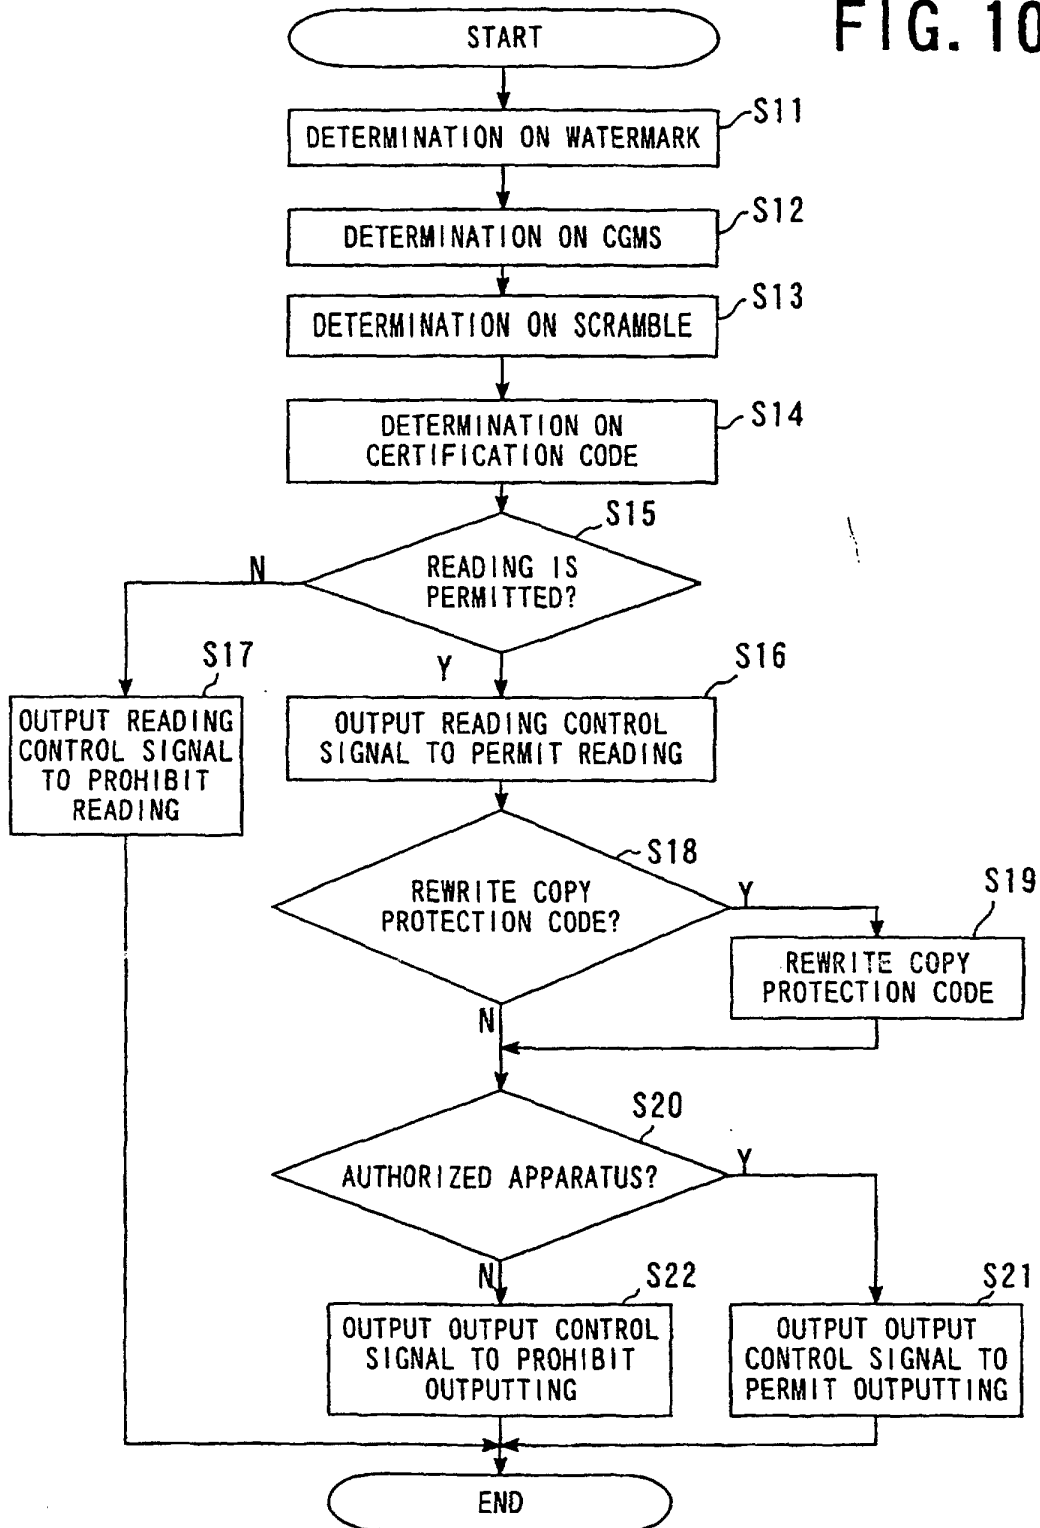 FIG. 10
START
S11
DETERMINATION ON WATERMARK
S12
DETERMINATION ON CGMS
S13
DETERMINATION ON SCRAMBLE
S14
DETERMINATION ON
CERTIFICATION CODE
S15
READING IS
PERMITTED?
N
Y
S17
OUTPUT READING
CONTROL SIGNAL
TO PROHIBIT
READING
S16
OUTPUT READING CONTROL
SIGNAL TO PERMIT READING
S18
REWRITE COPY
PROTECTION CODE?
Y
N
S19
REWRITE COPY
PROTECTION CODE
S20
AUTHORIZED APPARATUS?
Y
N
S22
OUTPUT OUTPUT CONTROL
SIGNAL TO PROHIBIT
OUTPUTTING
S21
OUTPUT OUTPUT
CONTROL SIGNAL TO
PERMIT OUTPUTTING
END